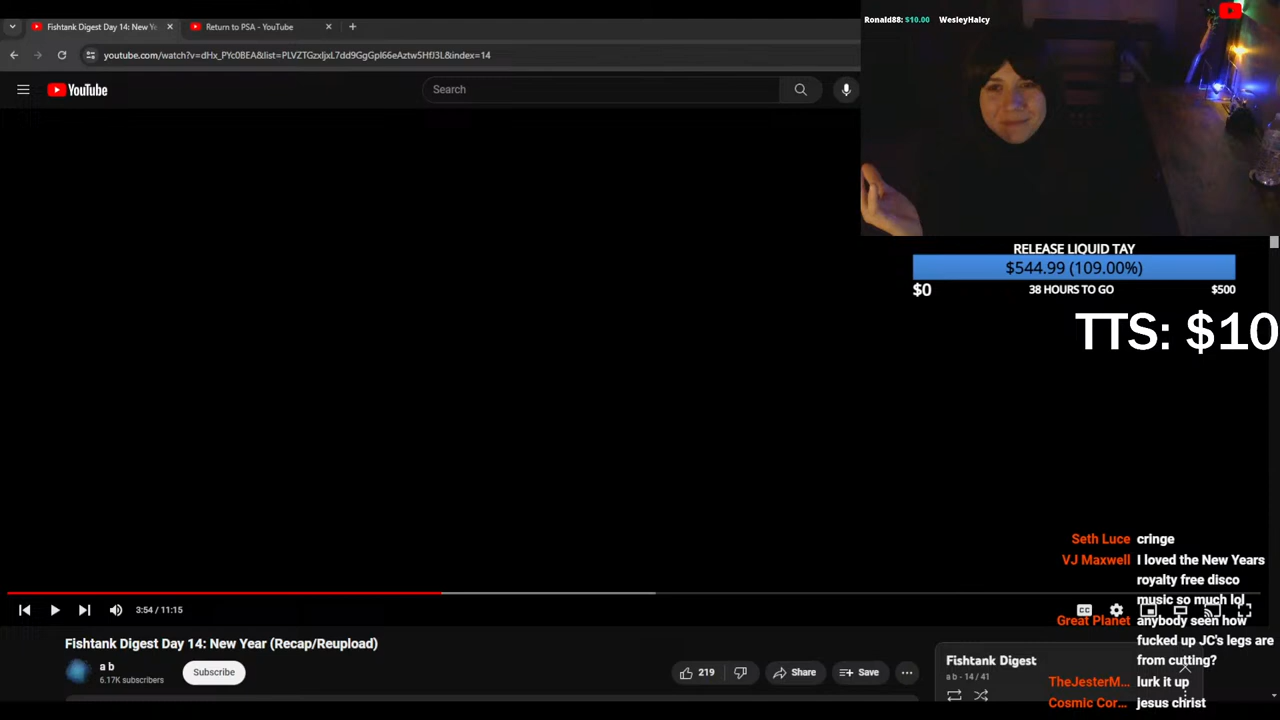 Fishtank Digest Day 14: New Ye
Return to PSA - YouTube
youtube.com/watch?v=dHx_PYc0BEA&list=PLVZTGzxljxL7dd9GgGpl66eAztw5HfJ3L&index=14
YouTube
Search
Ronald88: $10.00 WesleyHalcy
RELEASE LIQUID TAY
$544.99 (109.00%)
$0 38 HOURS TO GO $500
TTS: $10
Seth Luce cringe
VJ Maxwell I loved the New Years
royalty free disco
music so much lol
Great Planet anybody seen how
fucked up JC's legs are
from cutting?
TheJesterM... lurk it up
Cosmic Cor... jesus christ
3:54 / 11:15
CC
Fishtank Digest Day 14: New Year (Recap/Reupload)
a b
6.17K subscribers
Subscribe
219
Share
Save
Fishtank Digest
a b - 14 / 41